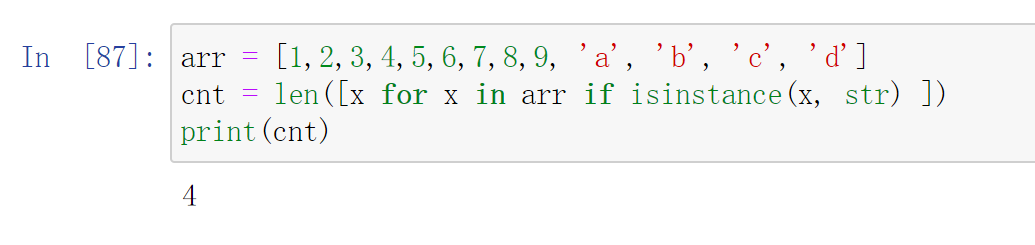 In [87]: arr = [1,2,3,4,5,6,7,8,9, 'a', 'b', 'c', 'd']
cnt = len([x for x in arr if isinstance(x, str) ])
print(cnt)
4